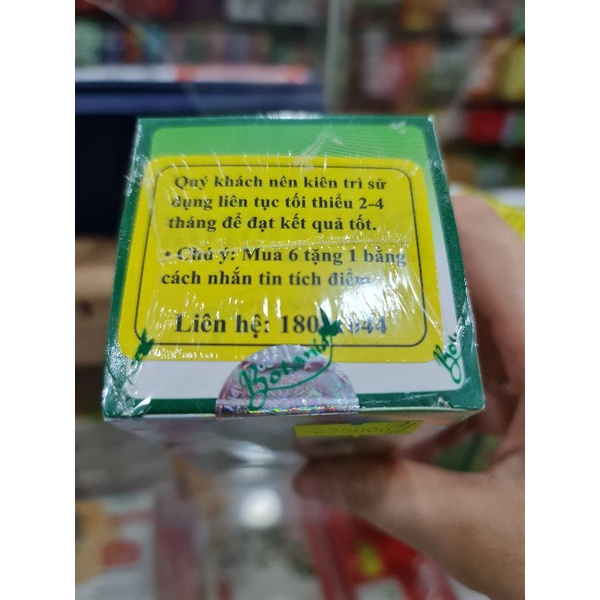 Quý khách nên kiên trì sử
dụng liên tục tối thiểu 2-4
tháng để đạt kết quả tốt.
• Chú ý: Mua 6 tặng 1 bằng
cách nhắn tin tích điểm
Liên hệ:
Botania